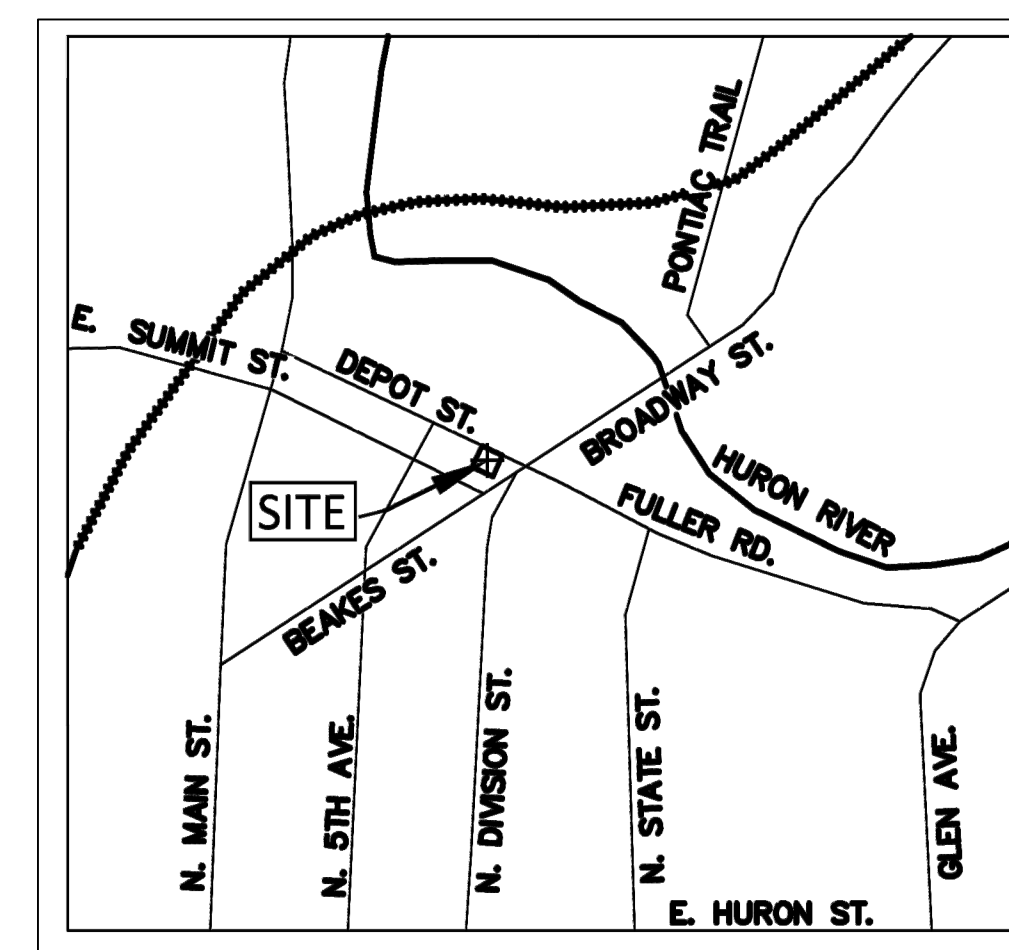 PONTIAC TRAIL
E. SUMMIT ST.
DEPOT ST.
BROADWAY ST.
HURON RIVER
SITE
FULLER RD.
BEAKES ST.
N. MAIN ST.
N. 5TH AVE.
N. DIVISION ST.
N. STATE ST.
GLEN AVE.
E. HURON ST.